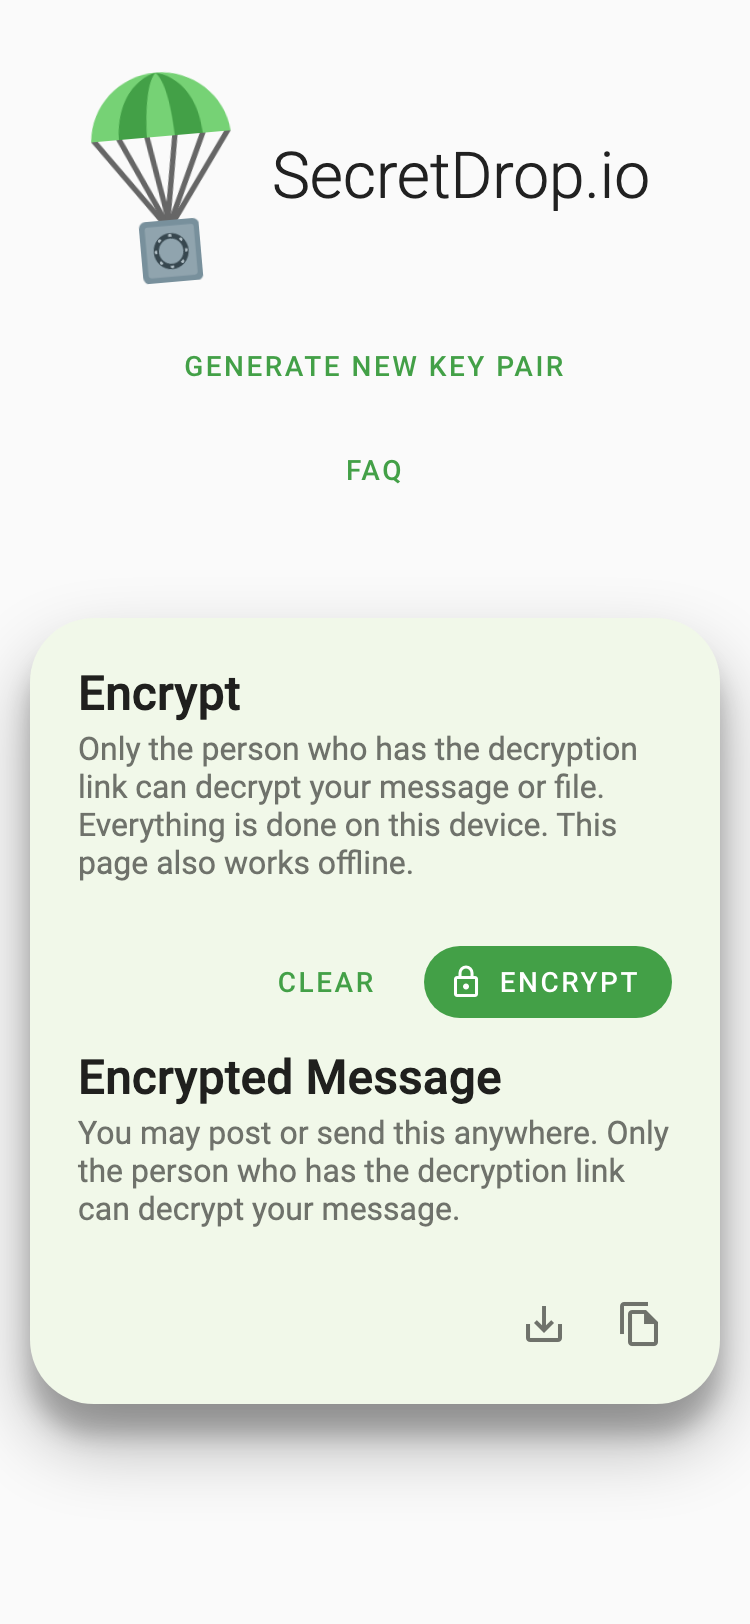 SecretDrop.io
GENERATE NEW KEY PAIR
FAQ
Encrypt
Only the person who has the decryption
link can decrypt your message or file.
Everything is done on this device. This
page also works offline.
CLEAR
ENCRYPT
Encrypted Message
You may post or send this anywhere. Only
the person who has the decryption link
can decrypt your message.